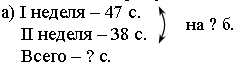 а) I неделя – 47 с.
II неделя – 38 с. на ? б.
Всего – ? с.